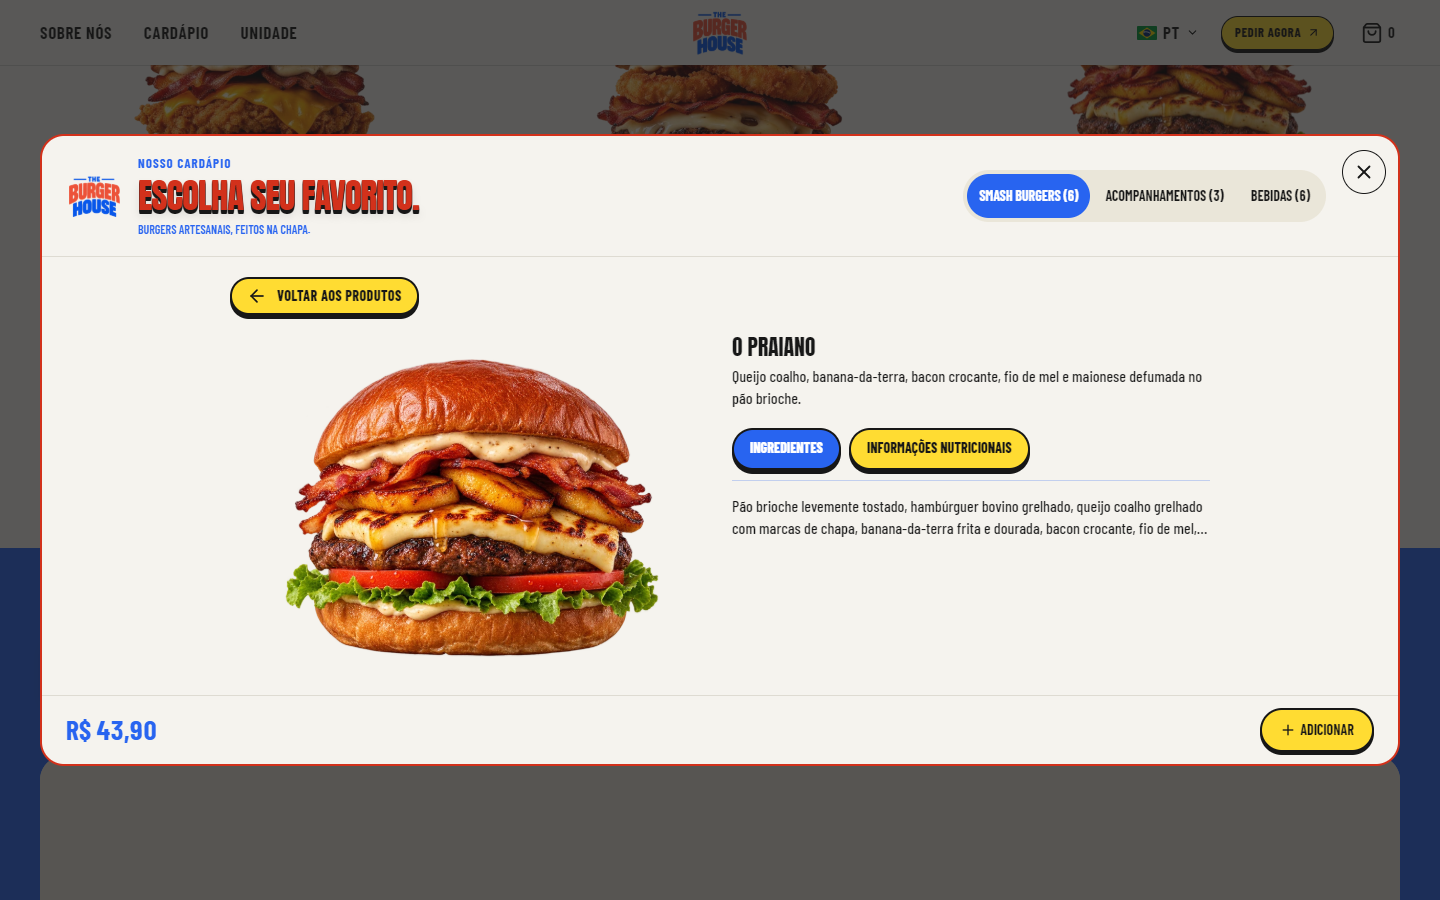 SOBRE NÓS
CARDÁPIO
UNIDADE
THE
BURGER
HOUSE
PT
PEDIR AGORA
0
THE
BURGER
HOUSE
NOSSO CARDÁPIO
ESCOLHA SEU FAVORITO.
BURGERS ARTESANAIS, FEITOS NA CHAPA.
SMASH BURGERS (6)
ACOMPANHAMENTOS (3)
BEBIDAS (6)
VOLTAR AOS PRODUTOS
O PRAIANO
Queijo coalho, banana-da-terra, bacon crocante, fio de mel e maionese defumada no
pão brioche.
INGREDIENTES
INFORMAÇÕES NUTRICIONAIS
Pão brioche levemente tostado, hambúrguer bovino grelhado, queijo coalho grelhado
com marcas de chapa, banana-da-terra frita e dourada, bacon crocante, fio de mel,...
R$ 43,90
ADICIONAR